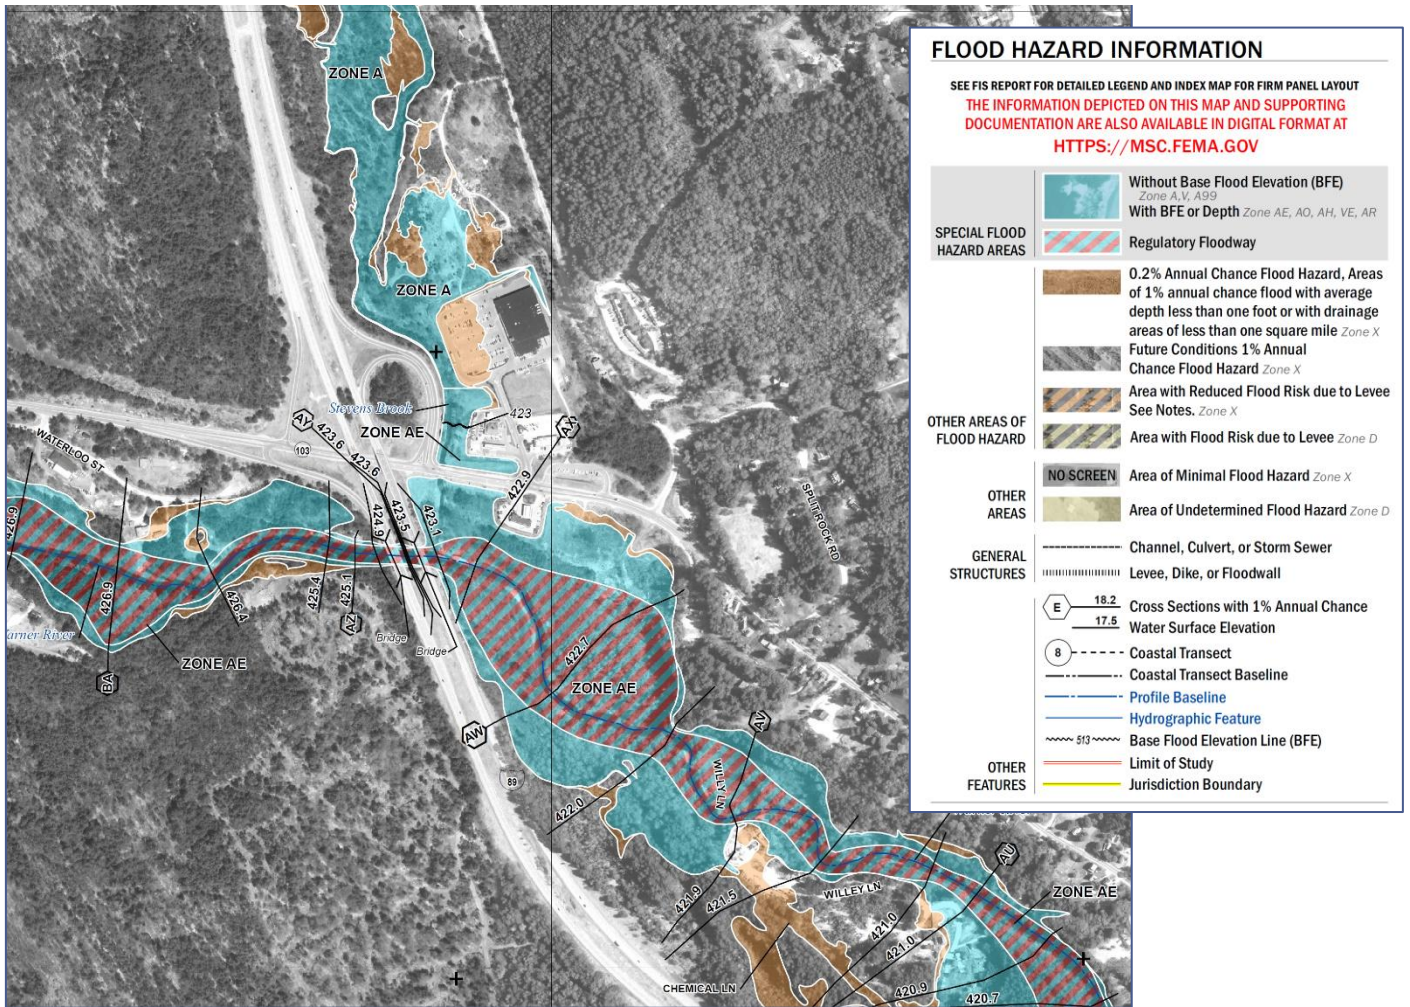 ZONE A
ZONE A
Stevens Brook
423
ZONE AE
AY
423.6
423.6
AX
103
WATERLOO ST
422.9
423.1
423.5
424.9
426.9
SPLIT ROCK RD
425.4
425.1
426.4
426.9
AZ
Bridge
Bridge
arner River
ZONE AE
BA
422.7
ZONE AE
AW
AV
WILLY LN
89
422.0
AU
421.9
421.5
WILLEY LN
ZONE AE
421.0
421.0
CHEMICAL LN
420.9
420.7
FLOOD HAZARD INFORMATION
SEE FIS REPORT FOR DETAILED LEGEND AND INDEX MAP FOR FIRM PANEL LAYOUT
THE INFORMATION DEPICTED ON THIS MAP AND SUPPORTING
DOCUMENTATION ARE ALSO AVAILABLE IN DIGITAL FORMAT AT
HTTPS://MSC.FEMA.GOV
SPECIAL FLOOD
HAZARD AREAS
Without Base Flood Elevation (BFE)
Zone A,V, A99
With BFE or Depth Zone AE, AO, AH, VE, AR
Regulatory Floodway
OTHER AREAS OF
FLOOD HAZARD
0.2% Annual Chance Flood Hazard, Areas
of 1% annual chance flood with average
depth less than one foot or with drainage
areas of less than one square mile Zone X
Future Conditions 1% Annual
Chance Flood Hazard Zone X
Area with Reduced Flood Risk due to Levee
See Notes. Zone X
Area with Flood Risk due to Levee Zone D
OTHER
AREAS
NO SCREEN Area of Minimal Flood Hazard Zone X
Area of Undetermined Flood Hazard Zone D
GENERAL
STRUCTURES
Channel, Culvert, or Storm Sewer
Levee, Dike, or Floodwall
OTHER
FEATURES
E 18.2 Cross Sections with 1% Annual Chance
17.5 Water Surface Elevation
8 Coastal Transect
Coastal Transect Baseline
Profile Baseline
Hydrographic Feature
513 Base Flood Elevation Line (BFE)
Limit of Study
Jurisdiction Boundary